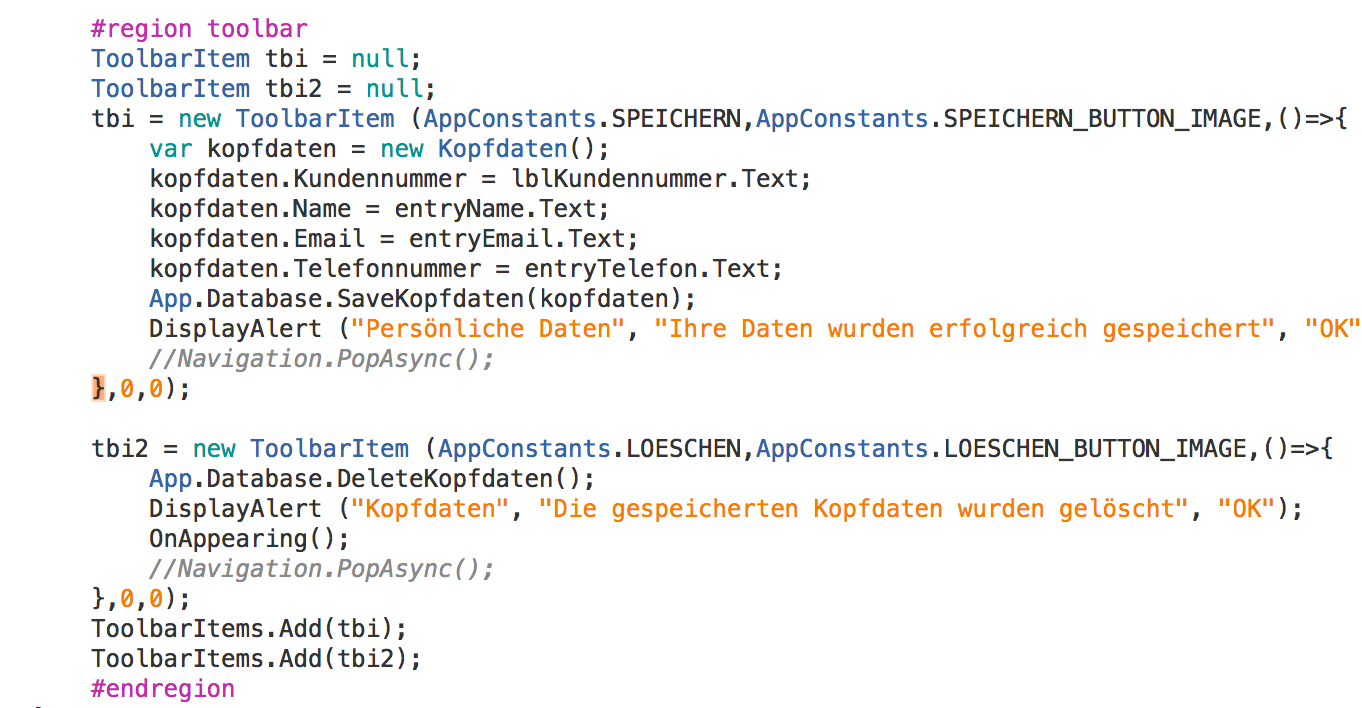 #region toolbar
ToolbarItem tbi = null;
ToolbarItem tbi2 = null;
tbi = new ToolbarItem (AppConstants.SPEICHERN,AppConstants.SPEICHERN_BUTTON_IMAGE,()=>{
var kopfdaten = new Kopfdaten();
kopfdaten.Kundennummer = lblKundennummer.Text;
kopfdaten.Name = entryName.Text;
kopfdaten.Email = entryEmail.Text;
kopfdaten.Telefonnummer = entryTelefon.Text;
App.Database.SaveKopfdaten(kopfdaten);
DisplayAlert ("Persönliche Daten", "Ihre Daten wurden erfolgreich gespeichert", "OK"
//Navigation.PopAsync();
},0,0);
tbi2 = new ToolbarItem (AppConstants.LOESCHEN,AppConstants.LOESCHEN_BUTTON_IMAGE,()=>{
App.Database.DeleteKopfdaten();
DisplayAlert ("Kopfdaten", "Die gespeicherten Kopfdaten wurden gelöscht", "OK");
OnAppearing();
//Navigation.PopAsync();
},0,0);
ToolbarItems.Add(tbi);
ToolbarItems.Add(tbi2);
#endregion